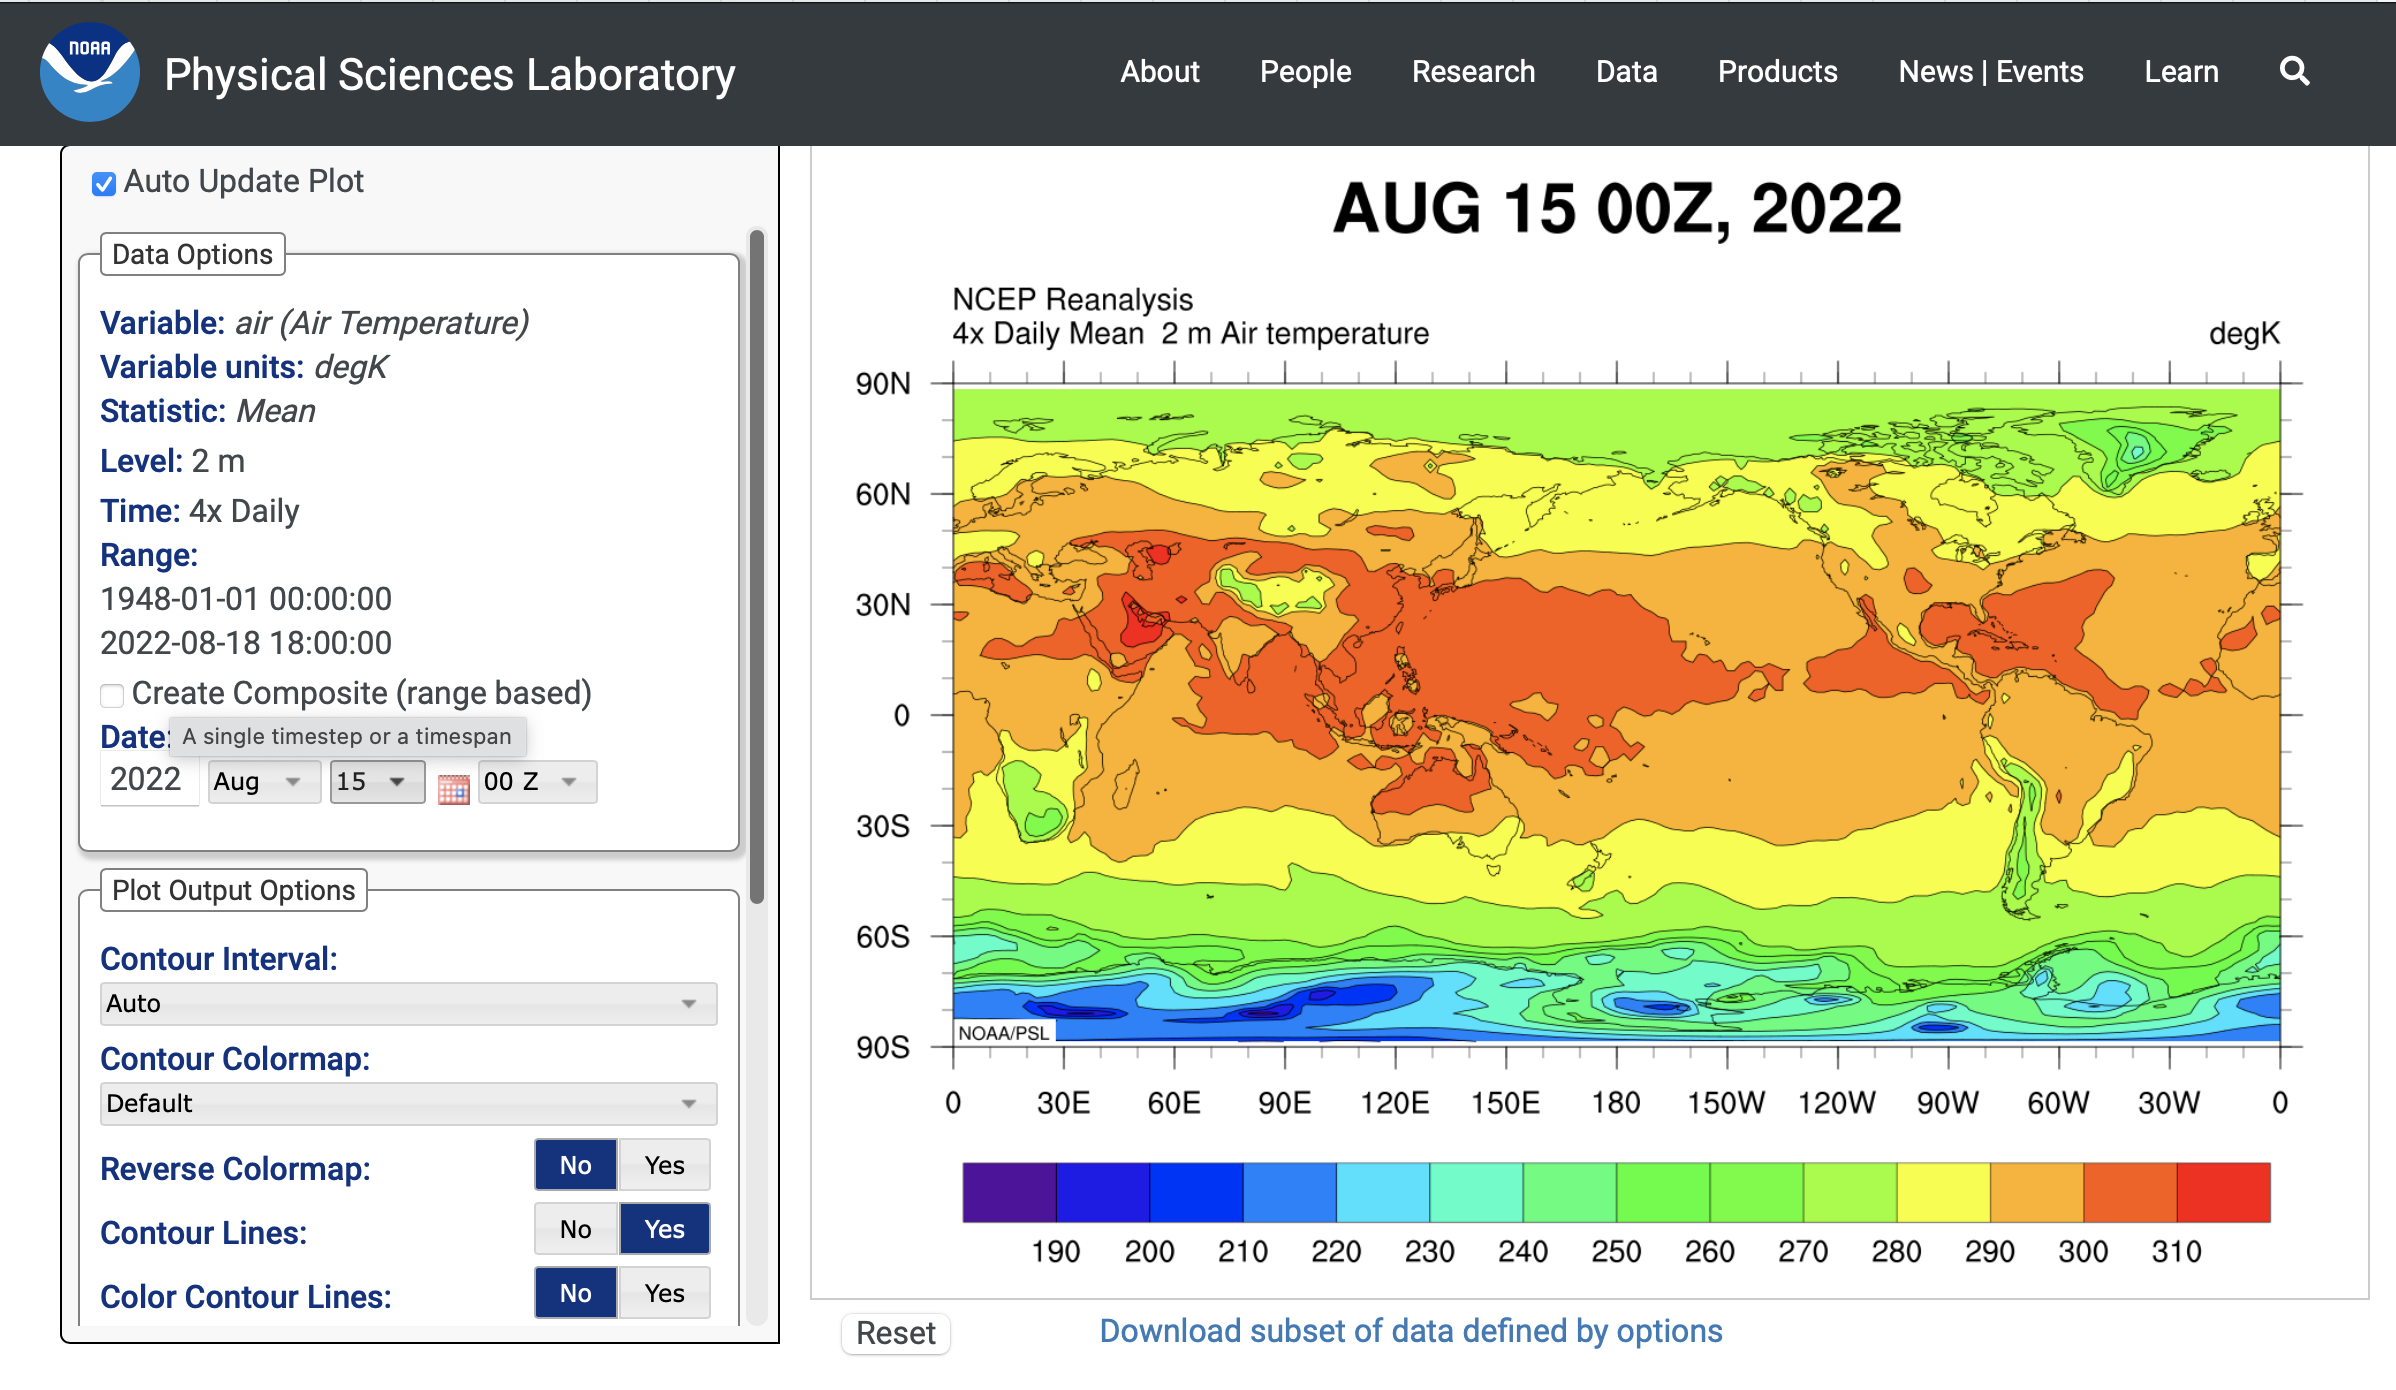 NOAA
Physical Sciences Laboratory
About People Research Data Products News | Events Learn
Auto Update Plot
Data Options
Variable: air (Air Temperature)
Variable units: degK
Statistic: Mean
Level: 2 m
Time: 4x Daily
Range:
1948-01-01 00:00:00
2022-08-18 18:00:00
Create Composite (range based)
Date:
A single timestep or a timespan
2022 Aug 15 00 Z
Plot Output Options
Contour Interval:
Auto
Contour Colormap:
Default
Reverse Colormap: No Yes
Contour Lines: No Yes
Color Contour Lines: No Yes
AUG 15 00Z, 2022
NCEP Reanalysis
4x Daily Mean 2 m Air temperature degK
90N
60N
30N
0
30S
60S
90S
NOAA/PSL
0 30E 60E 90E 120E 150E 180 150W 120W 90W 60W 30W 0
190 200 210 220 230 240 250 260 270 280 290 300 310
Reset
Download subset of data defined by options